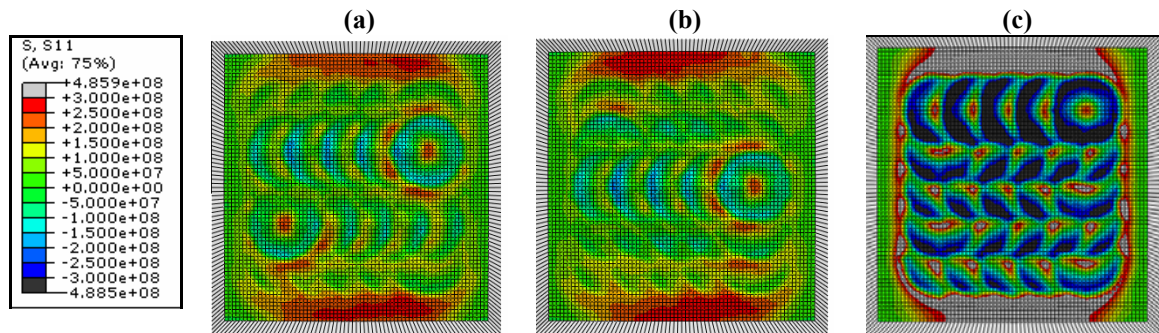 (a)
(b)
(c)
S, S11
(Avg: 75%)
+4.859e+08
+3.000e+08
+2.500e+08
+2.000e+08
+1.500e+08
+1.000e+08
+5.000e+07
+0.000e+00
-5.000e+07
-1.000e+08
-1.500e+08
-2.000e+08
-2.500e+08
-3.000e+08
-4.885e+08